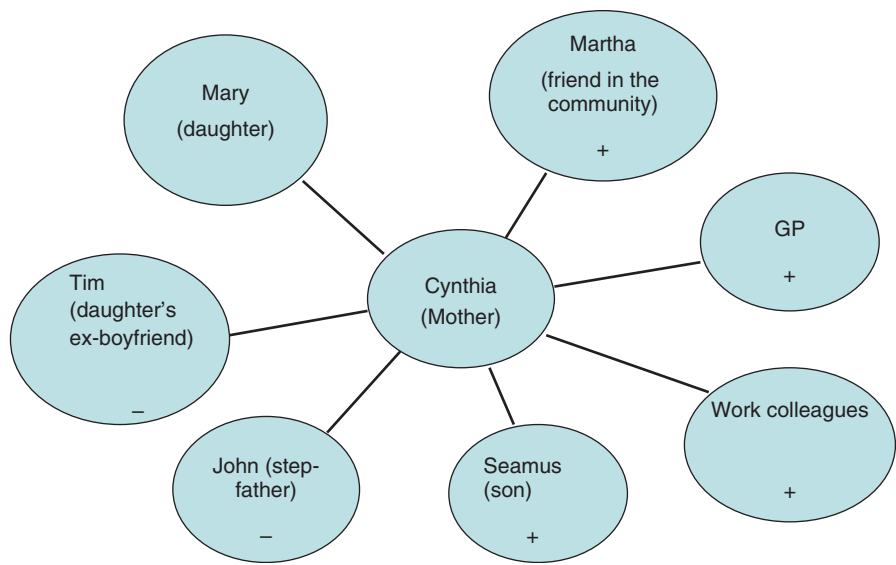 Mary
(daughter)
Martha
(friend in the
community)
+
GP
+
Cynthia
(Mother)
Tim
(daughter's
ex-boyfriend)
–
Work colleagues
+
John (step-
father)
–
Seamus
(son)
+